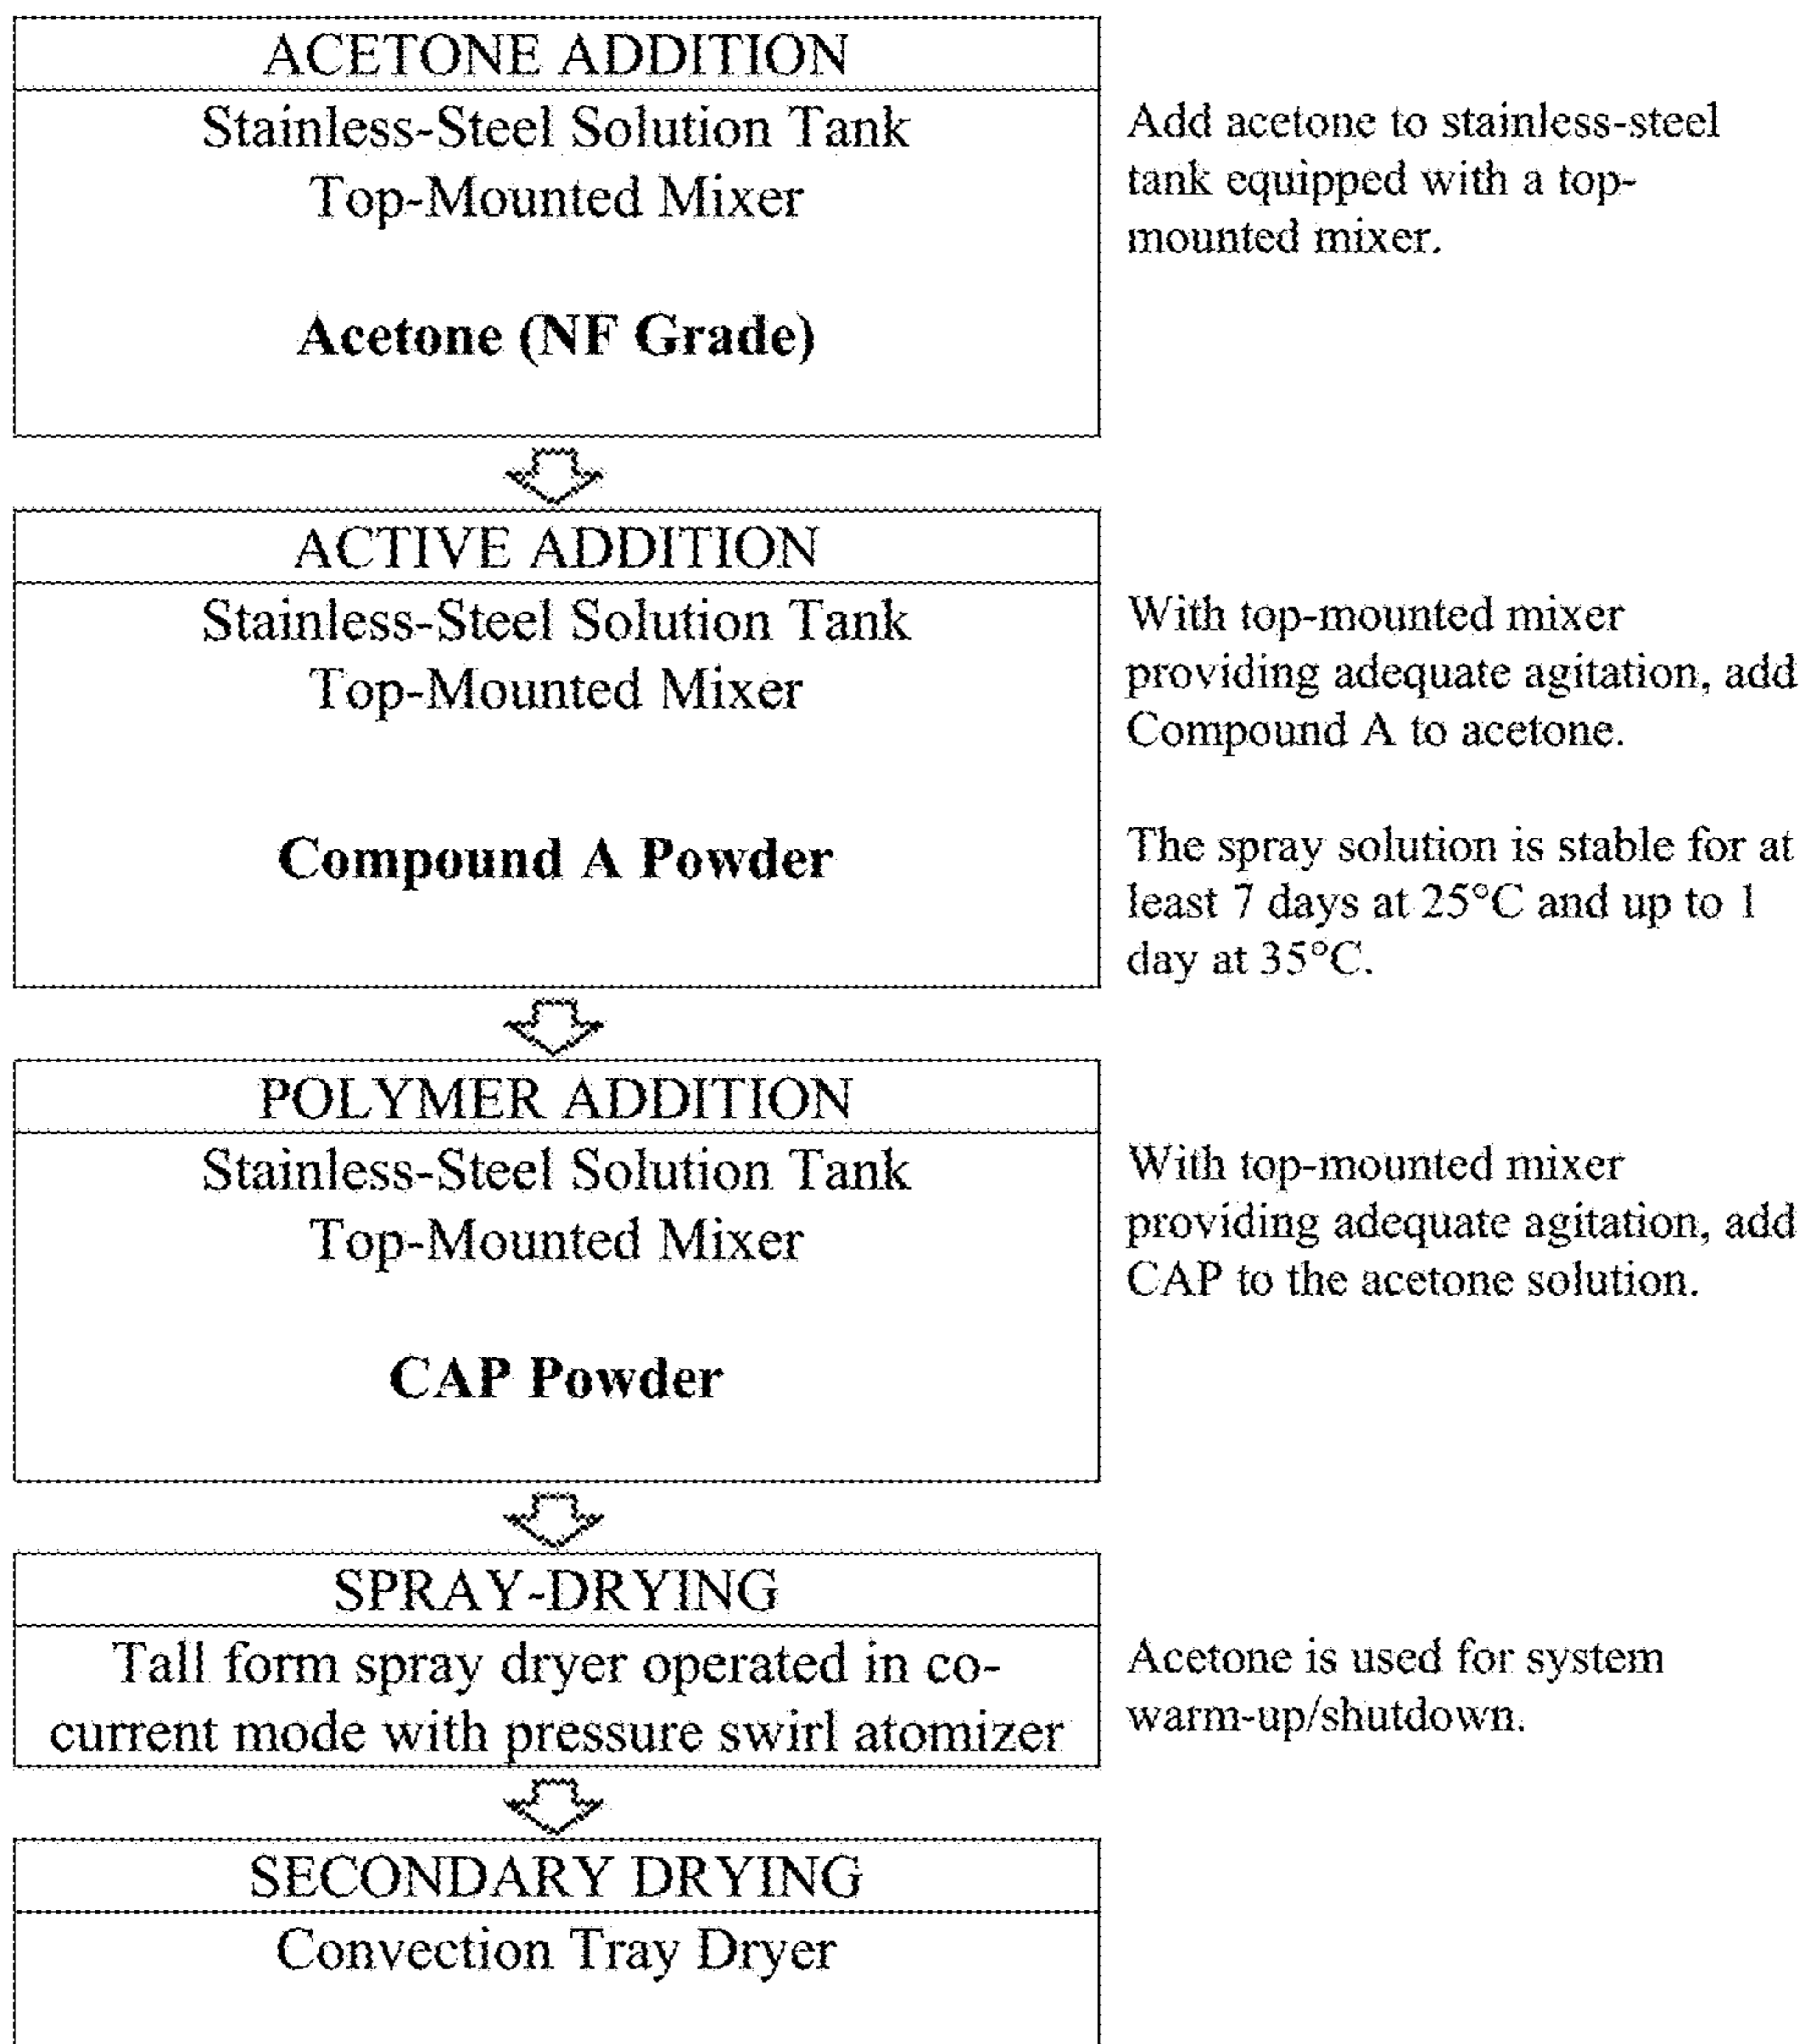 ACETONE ADDITION
Stainless-Steel Solution Tank
Top-Mounted Mixer
Acetone (NF Grade)
Add acetone to stainless-steel
tank equipped with a top-
mounted mixer.
ACTIVE ADDITION
Stainless-Steel Solution Tank
Top-Mounted Mixer
Compound A Powder
With top-mounted mixer
providing adequate agitation, add
Compound A to acetone.
The spray solution is stable for at
least 7 days at 25°C and up to 1
day at 35°C.
POLYMER ADDITION
Stainless-Steel Solution Tank
Top-Mounted Mixer
CAP Powder
With top-mounted mixer
providing adequate agitation, add
CAP to the acetone solution.
SPRAY-DRYING
Tall form spray dryer operated in co-
current mode with pressure swirl atomizer
Acetone is used for system
warm-up/shutdown.
SECONDARY DRYING
Convection Tray Dryer